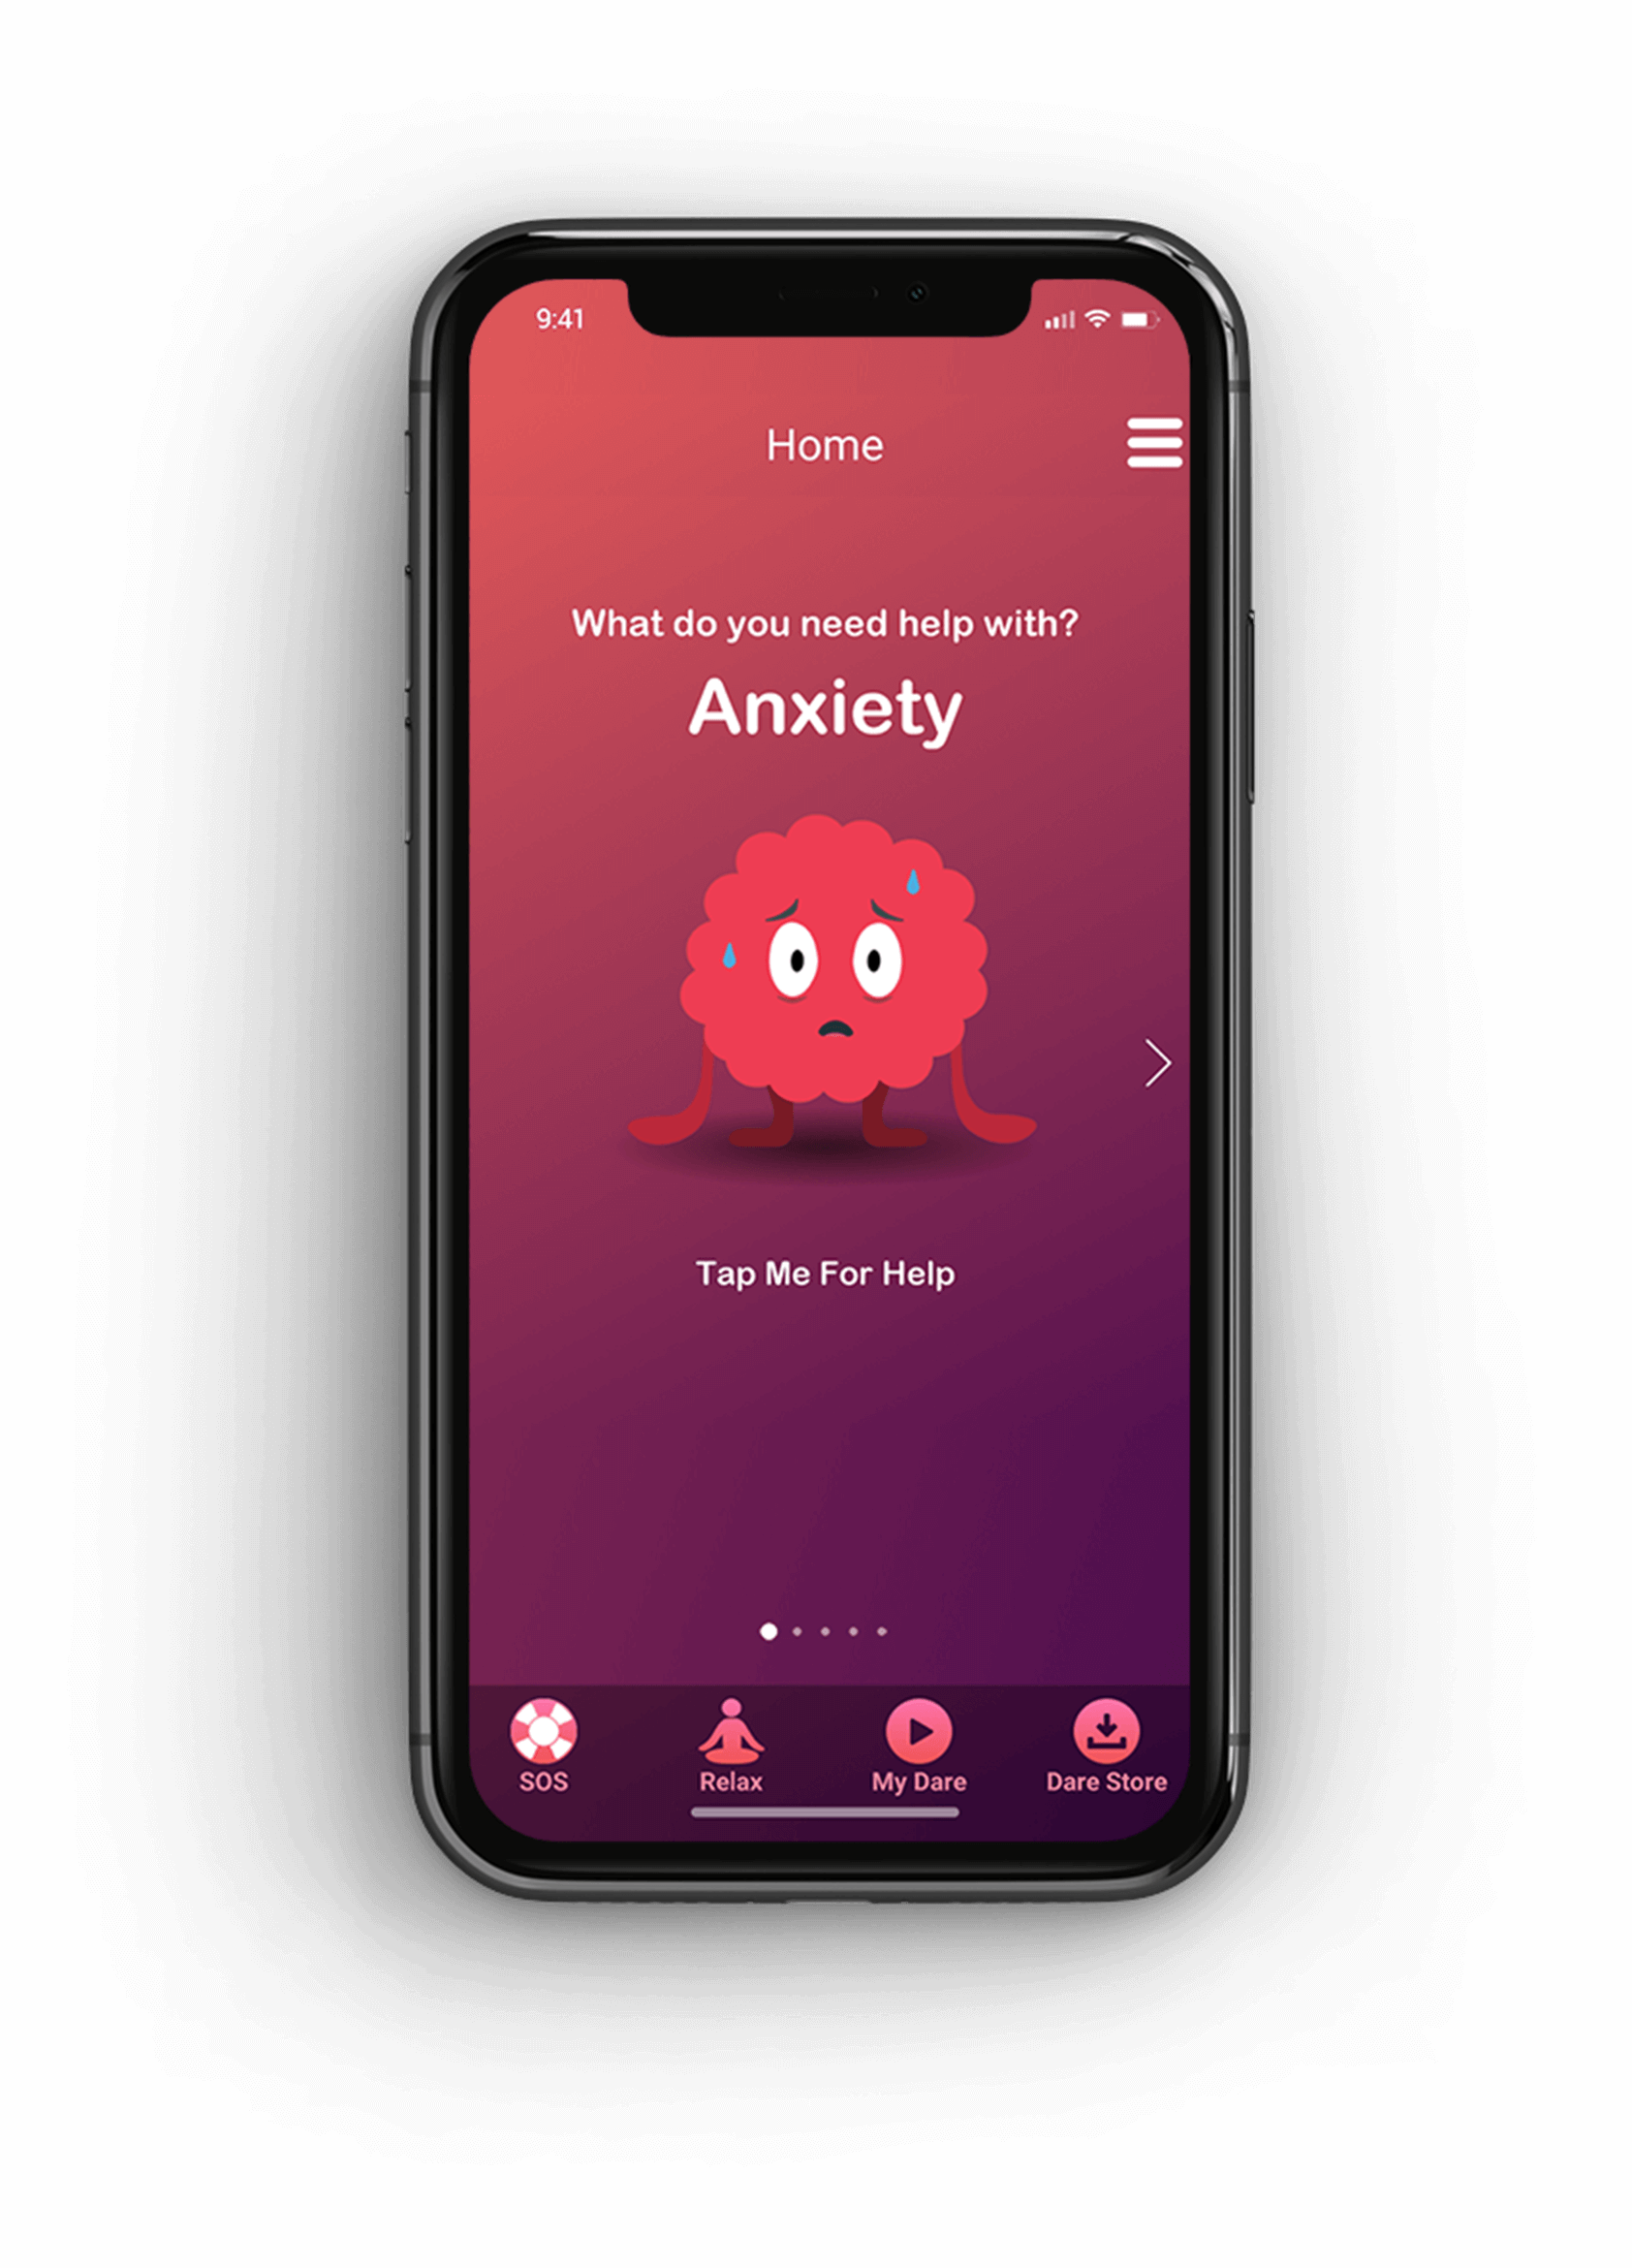 9:41
Home
What do you need help with?
Anxiety
Tap Me For Help
SOS
Relax
My Dare
Dare Store